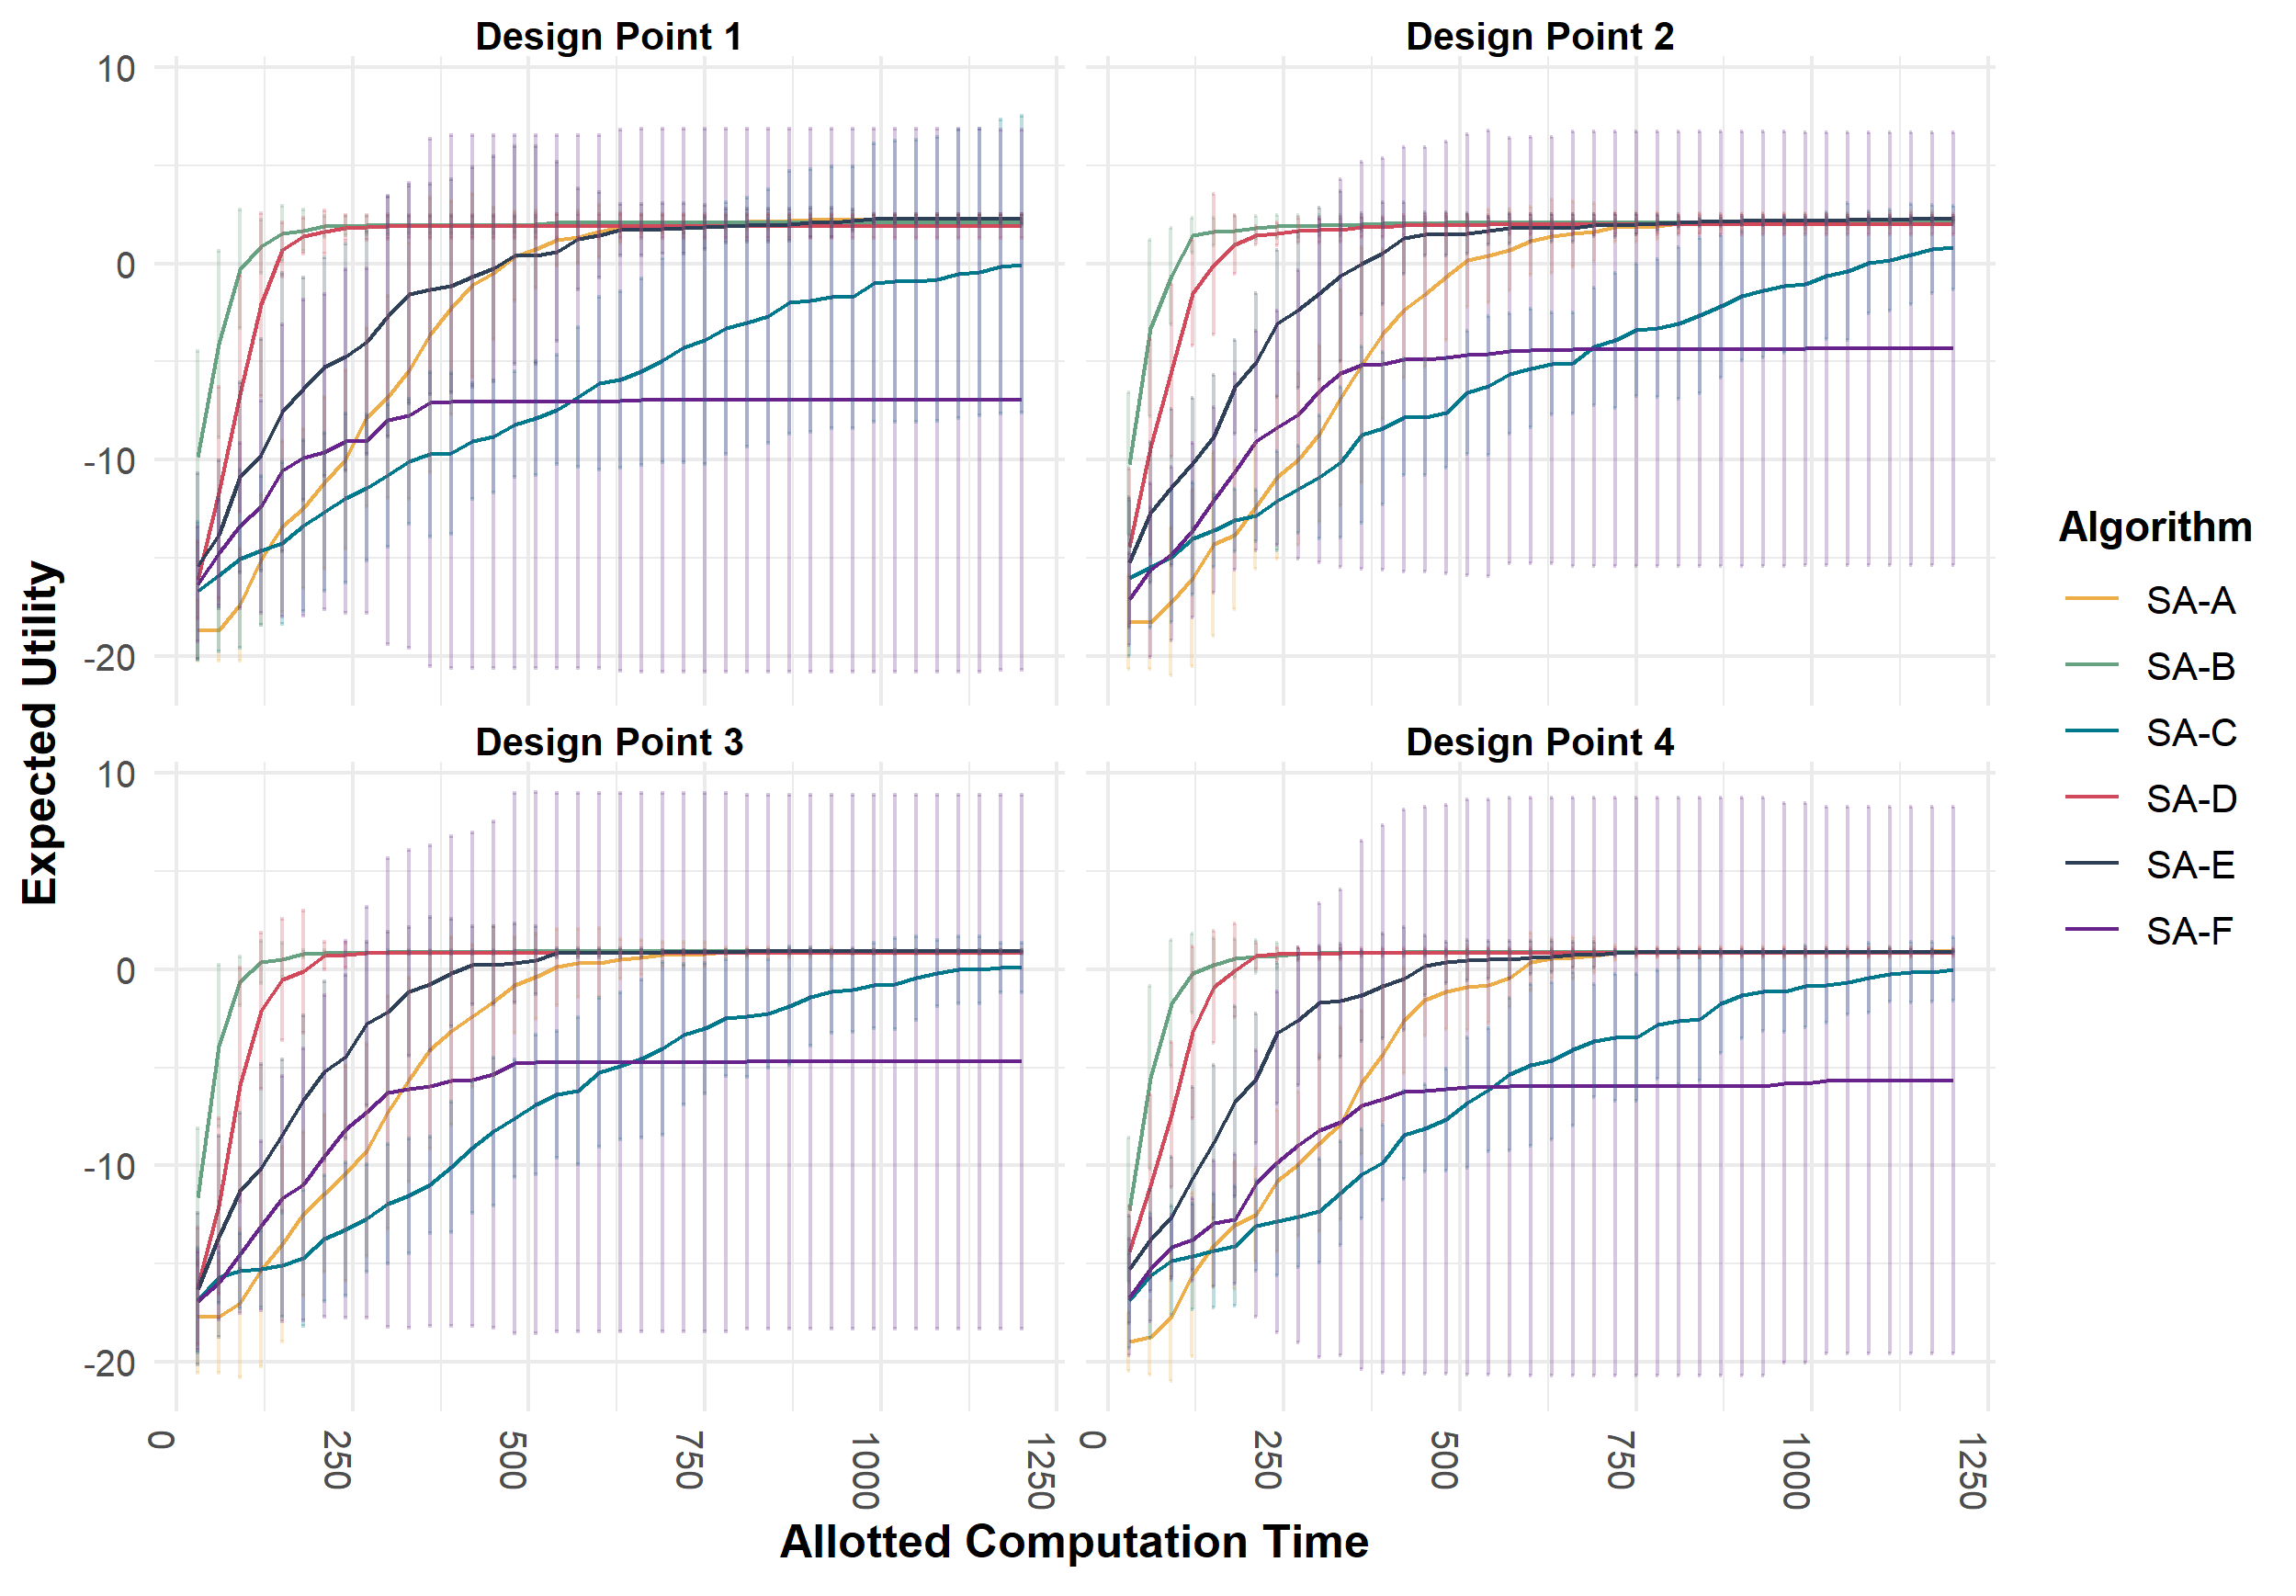 Design Point 1
Design Point 2
10
0
-10
-20
Design Point 3
Design Point 4
10
0
-10
-20
0
250
500
750
1000
1250
0
250
500
750
1000
1250
Expected Utility
Allotted Computation Time
Algorithm
SA-A
SA-B
SA-C
SA-D
SA-E
SA-F